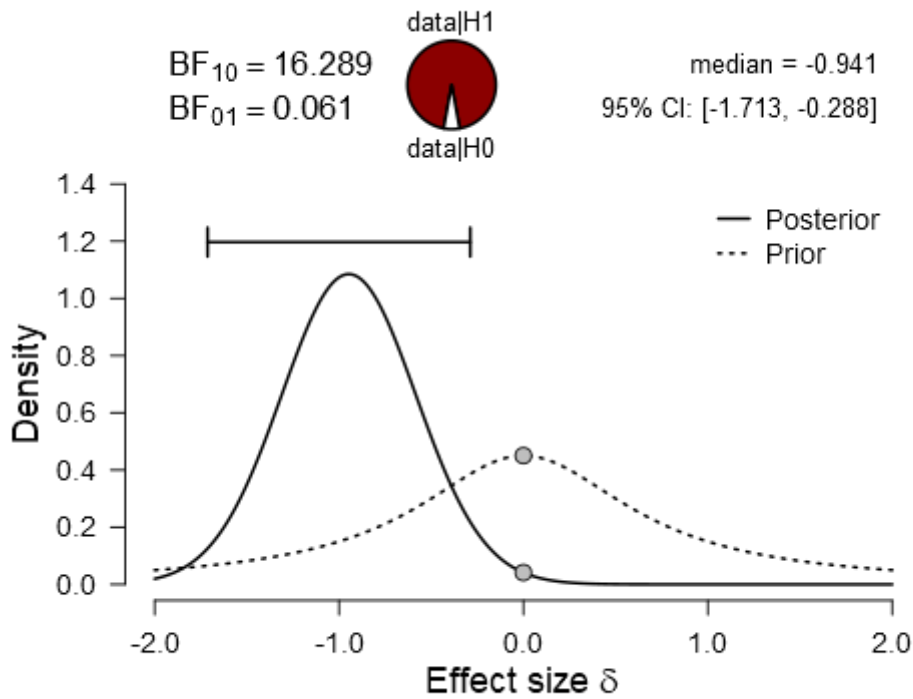 data|H1
BF10 = 16.289
BF01 = 0.061
median = -0.941
95% CI: [-1.713, -0.288]
data|H0
Posterior
Prior
Density
1.4
1.2
1.0
0.8
0.6
0.4
0.2
0.0
-2.0 -1.0 0.0 1.0 2.0
Effect size δ